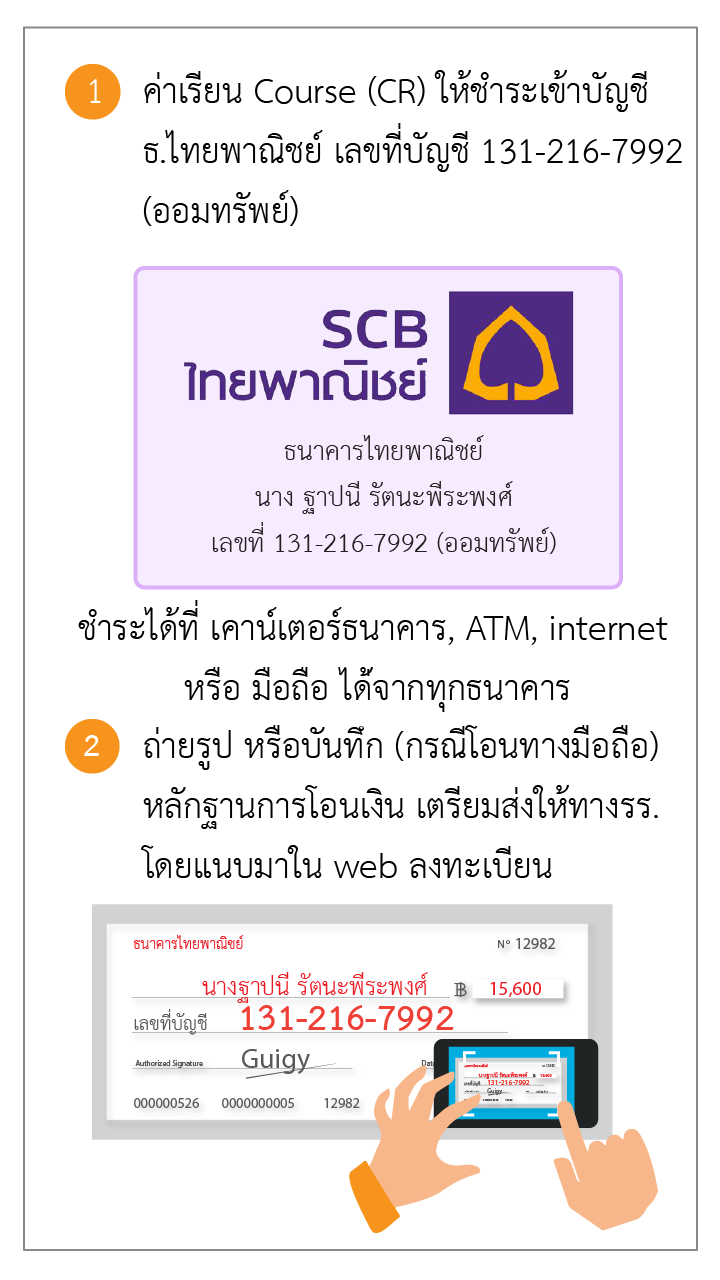 1 ค่าเรียน Course (CR) ให้ชำระเข้าบัญชี
ธ.ไทยพาณิชย์ เลขที่บัญชี 131-216-7992
(ออมทรัพย์)
SCB
ไทยพาณิชย์
ธนาคารไทยพาณิชย์
นาง ฐาปนี รัตนะพีระพงศ์
เลขที่ 131-216-7992 (ออมทรัพย์)
ชำระได้ที่ เคาน์เตอร์ธนาคาร, ATM, internet
หรือ มือถือ ได้จากทุกธนาคาร
2 ถ่ายรูป หรือบันทึก (กรณีโอนทางมือถือ)
หลักฐานการโอนเงิน เตรียมส่งให้ทางรร.
โดยแนบมาใน web ลงทะเบียน
ธนาคารไทยพาณิชย์ N° 12982
นางฐาปนี รัตนะพีระพงศ์ ฿ 15,600
เลขที่บัญชี 131-216-7992
Authorized Signature Guigy Dat
000000526 0000000005 12982
นางฐาปนี รัตนะพีระพงศ์ ฿ 15,600
131-216-7992
Guigy